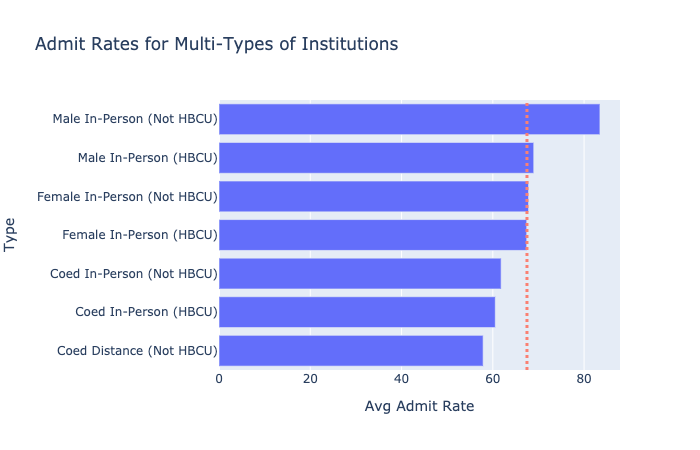 Admit Rates for Multi-Types of Institutions
Type
Male In-Person (Not HBCU)
Male In-Person (HBCU)
Female In-Person (Not HBCU)
Female In-Person (HBCU)
Coed In-Person (Not HBCU)
Coed In-Person (HBCU)
Coed Distance (Not HBCU)
0 20 40 60 80
Avg Admit Rate